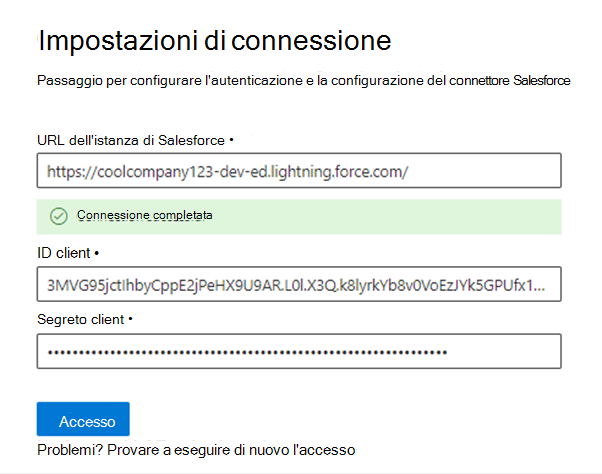 Impostazioni di connessione
Passaggio per configurare l'autenticazione e la configurazione del connettore Salesforce
URL dell'istanza di Salesforce •
https://coolcompany123-dev-ed.lightning.force.com/
Connessione completata
ID client •
3MVG95jctIhbyCppE2jPeHX9U9AR.L0l.X3Q.k8lyrkYb8v0VoEzJYk5GPUfx1...
Segreto client •
••••••••••••••••••••••••••••••••••••••••••••••••••••••••••••••••
Accesso
Problemi? Provare a eseguire di nuovo l'accesso